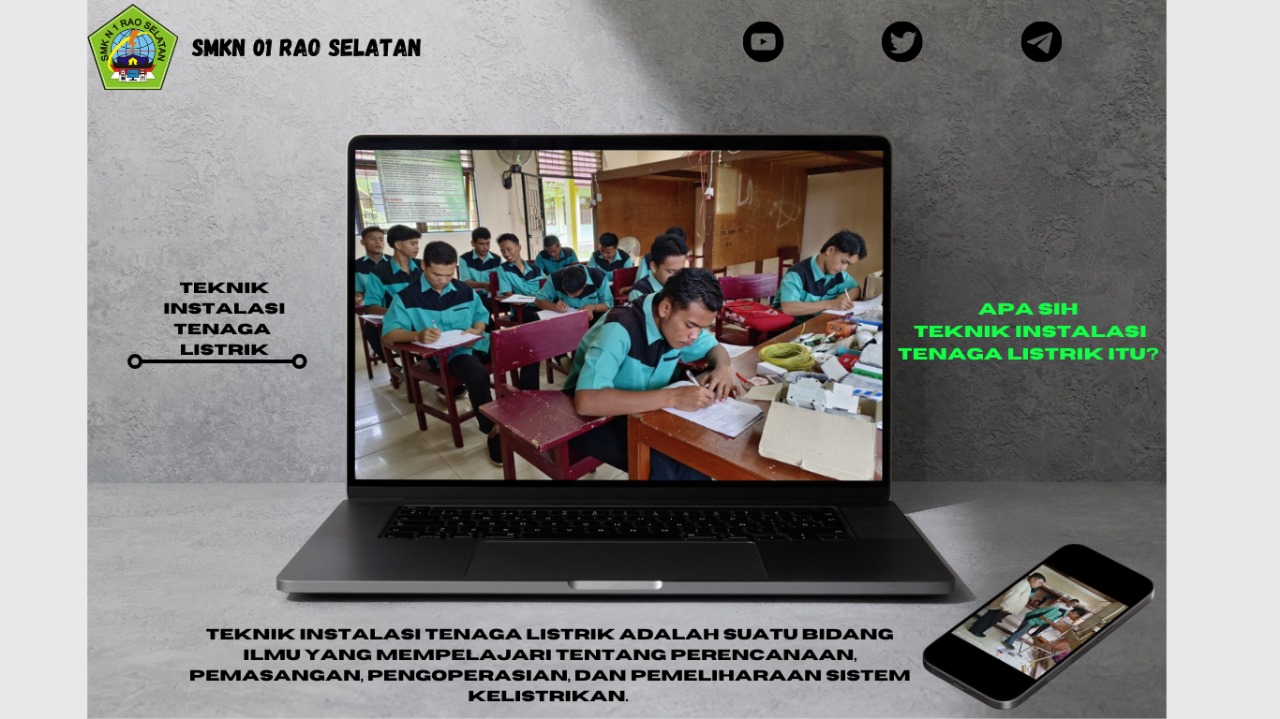 SMK N 1 RAO SELATAN
SMKN 01 RAO SELATAN
TEKNIK
INSTALASI
TENAGA
LISTRIK
APA SIH
TEKNIK INSTALASI
TENAGA LISTRIK ITU?
TEKNIK INSTALASI TENAGA LISTRIK ADALAH SUATU BIDANG
ILMU YANG MEMPELAJARI TENTANG PERENCANAAN,
PEMASANGAN, PENGOPERASIAN, DAN PEMELIHARAAN SISTEM
KELISTRIKAN.